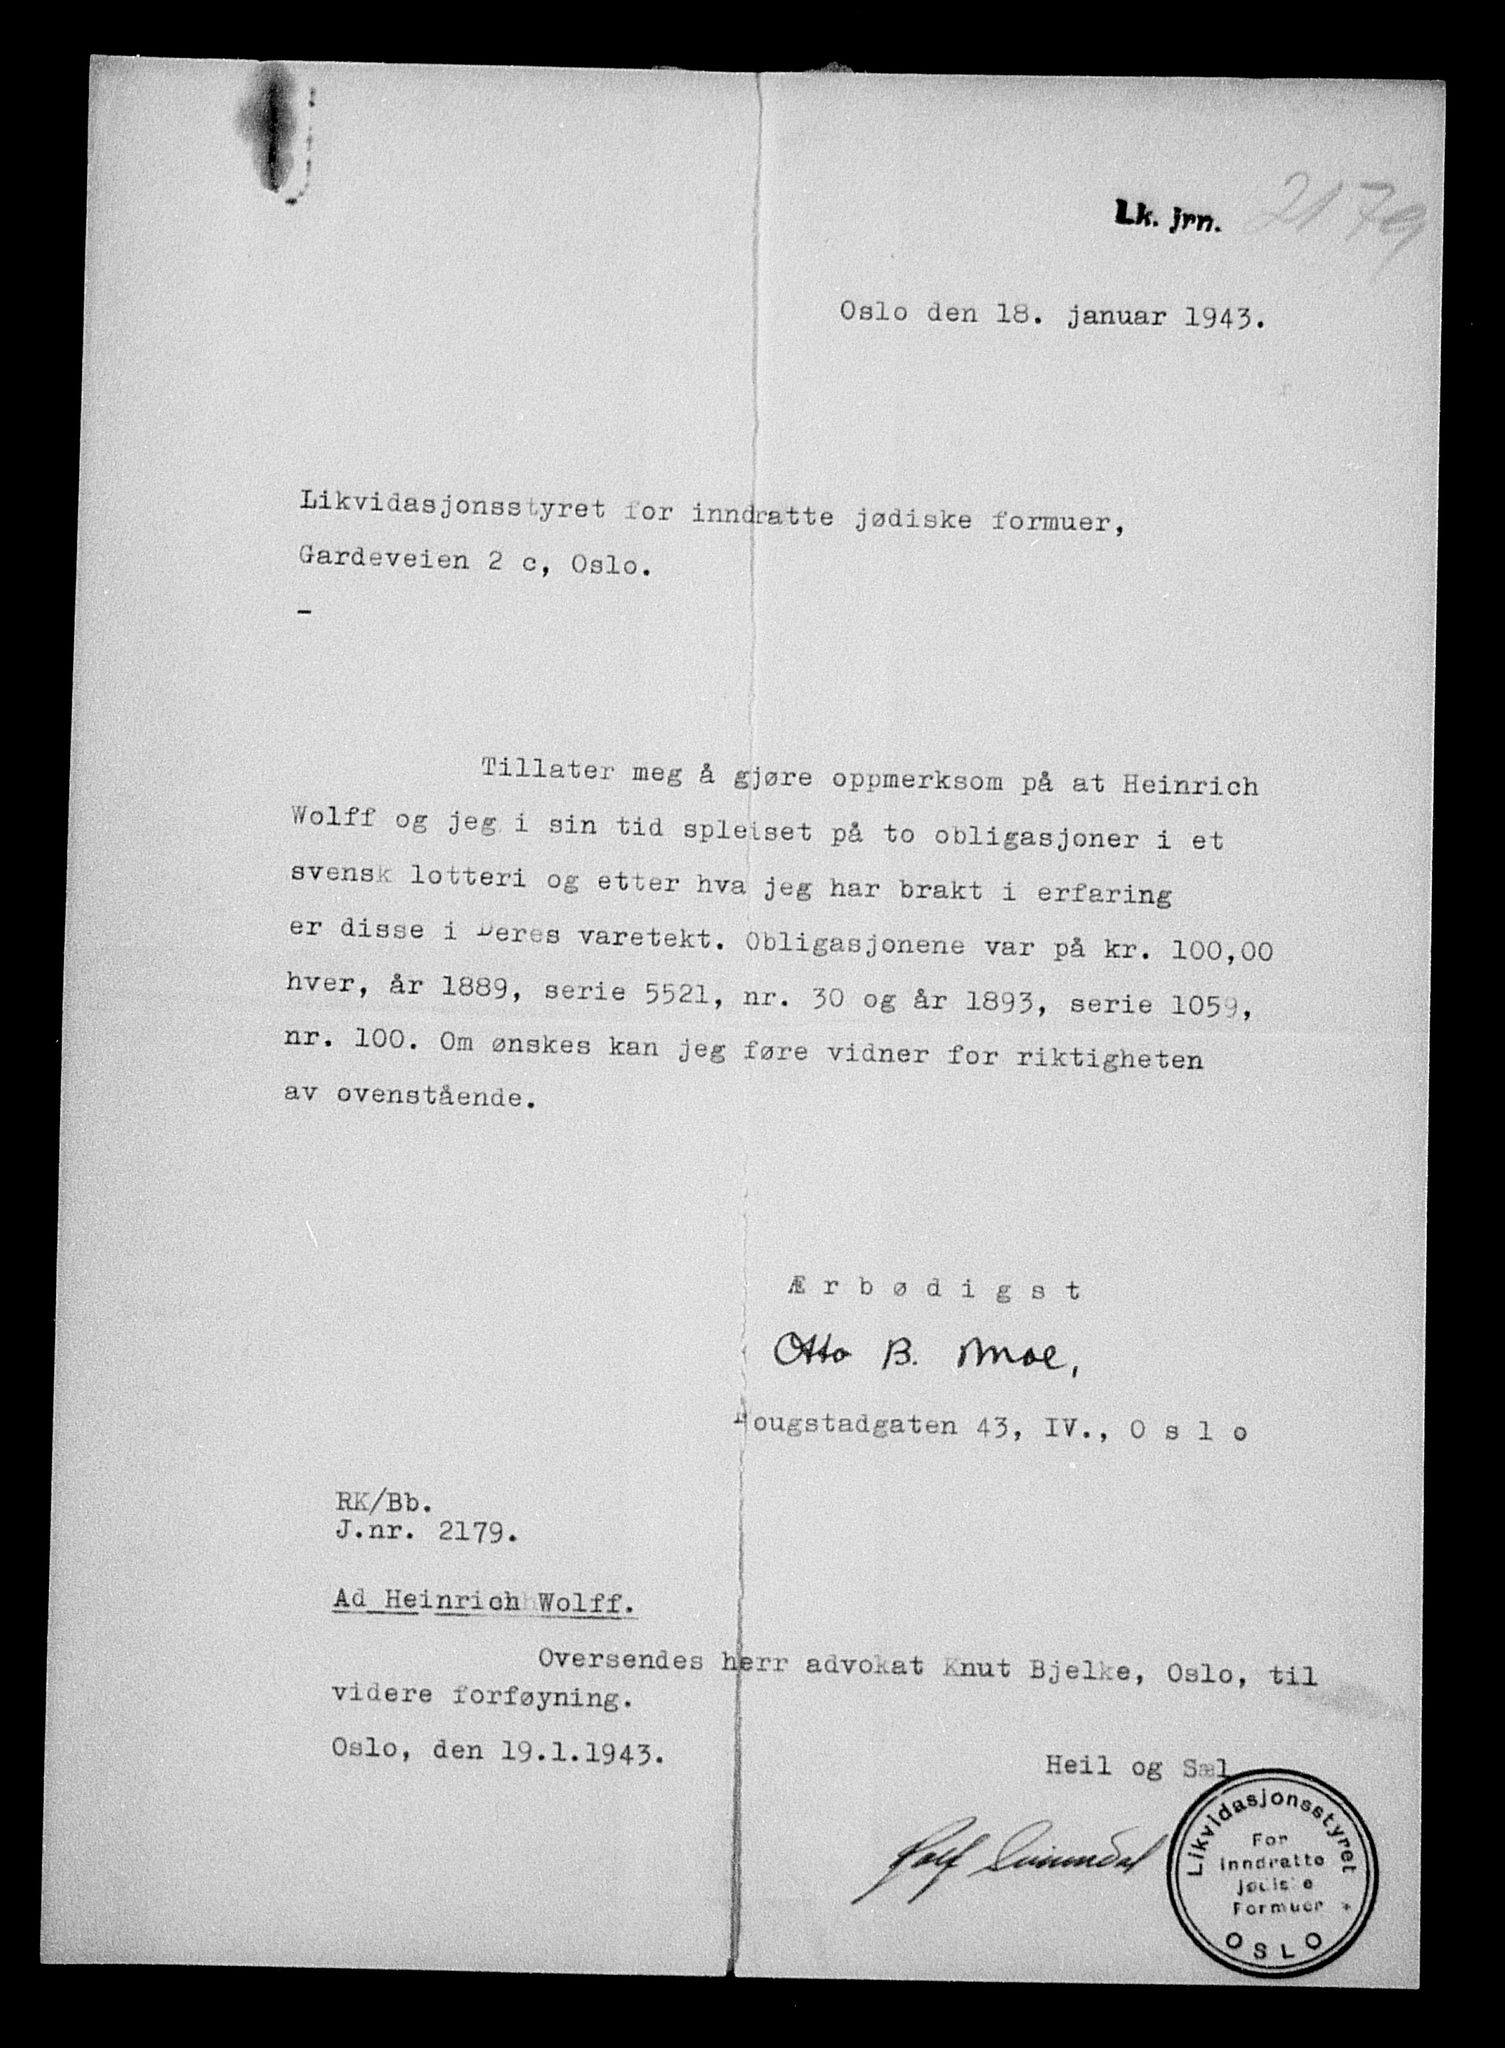 Lk. jrn. 2179
Oslo den 18. januar 1943.
Likvidasjonsstyret for inndratte jødiske formuer,
Gardeveien 2 c, Oslo.
-
Tillater meg å gjøre oppmerksom på at Heinrich
Wolff og jeg i sin tid spleiset på to obligasjoner i et
svensk lotteri og etter hva jeg har brakt i erfaring
er disse i Deres varetekt. Obligasjonene var på kr. 100,00
hver, år 1889, serie 5521, nr. 30 og år 1893, serie 1059,
nr. 100. Om ønskes kan jeg føre vidner for riktigheten
av ovenstående.
Ærbødigst
Otto B. Moe,
Fougstadgaten 43, IV., Oslo
RK/Bb.
J.nr. 2179.
Ad Heinrich Wolff.
Oversendes herr advokat Knut Bjelke, Oslo, til
videre forføyning.
Oslo, den 19.1.1943.
Heil og Sæl
Rolf
Likvidasjonsstyret
For
inndratte
jødiske
Formuer *
OSLO